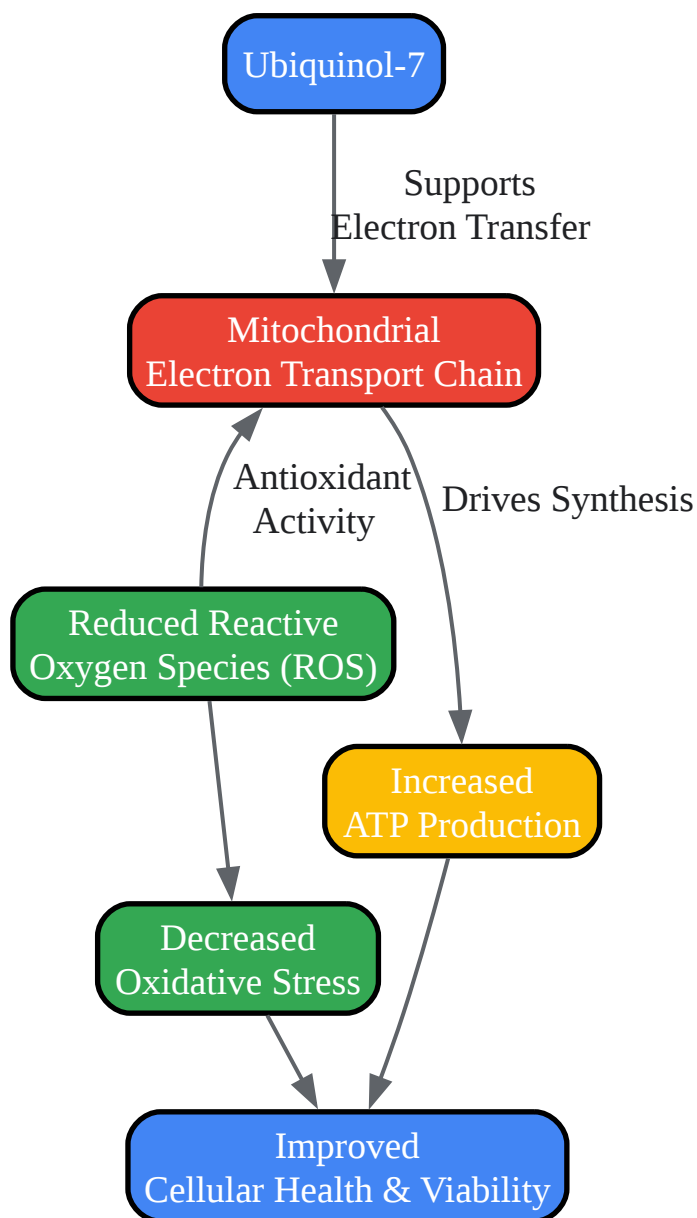 Ubiquinol-7
Supports
Electron Transfer
Mitochondrial
Electron Transport Chain
Antioxidant
Activity
Drives Synthesis
Reduced Reactive
Oxygen Species (ROS)
Increased
ATP Production
Decreased
Oxidative Stress
Improved
Cellular Health & Viability